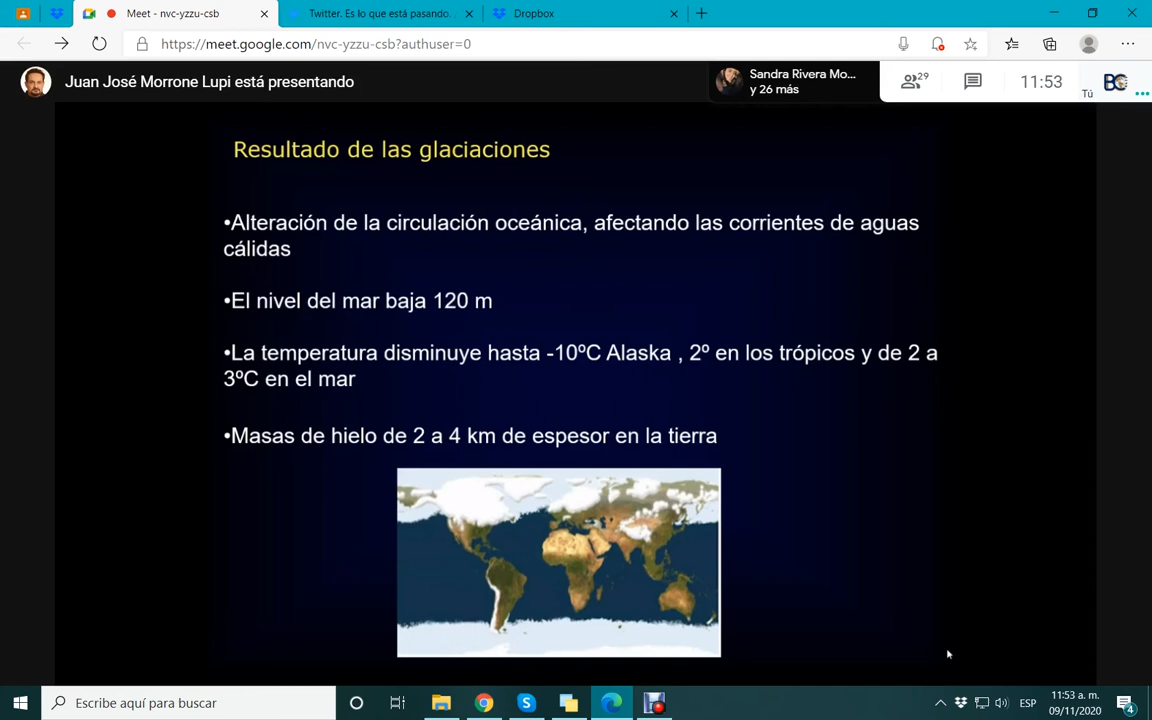 Meet - nvc-yzzu-csb
Twitter. Es lo que está pasando.
Dropbox
https://meet.google.com/nvc-yzzu-csb?authuser=0
Juan José Morrone Lupi está presentando
Sandra Rivera Mo...
y 26 más
29
11:53
Tú
BC
Resultado de las glaciaciones
•Alteración de la circulación oceánica, afectando las corrientes de aguas
cálidas
•El nivel del mar baja 120 m
•La temperatura disminuye hasta -10ºC Alaska , 2º en los trópicos y de 2 a
3ºC en el mar
•Masas de hielo de 2 a 4 km de espesor en la tierra
Escribe aquí para buscar
ESP
11:53 a. m.
09/11/2020
4